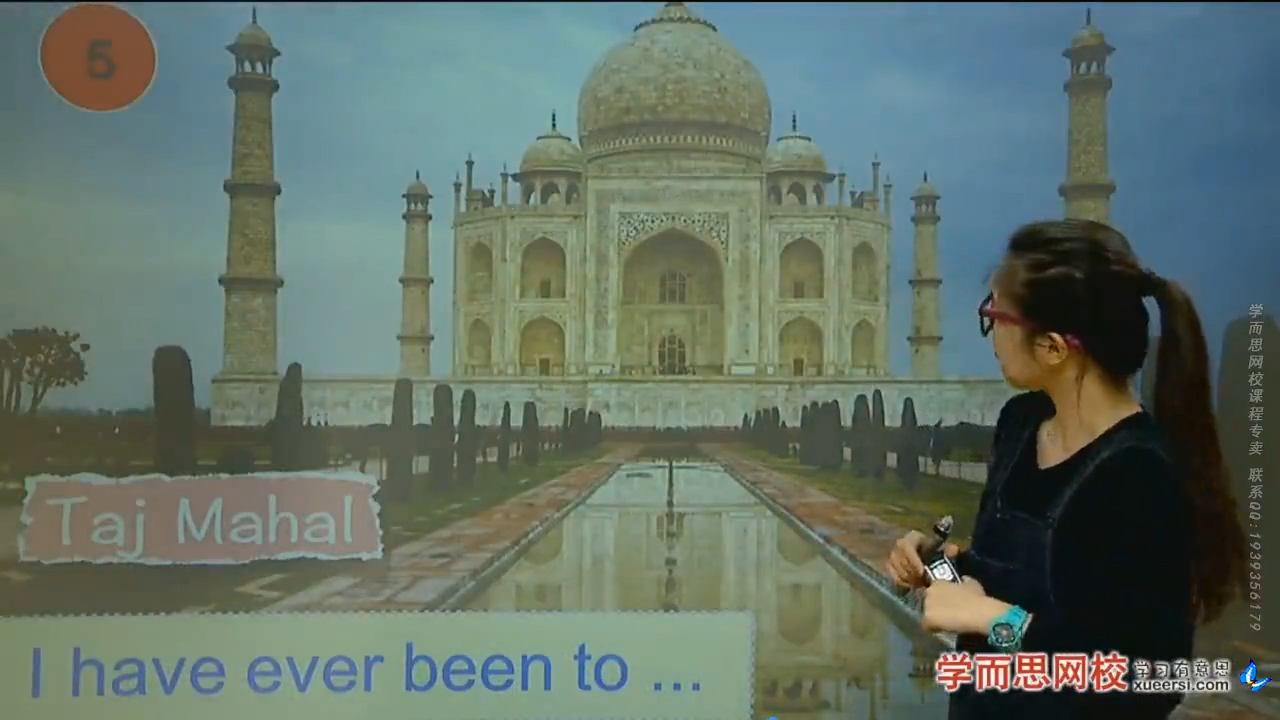 5
Taj Mahal
I have ever been to ...
学而思网校课程专卖 联系QQ:1939356179
学而思网校
学习有意思
xueersi.com